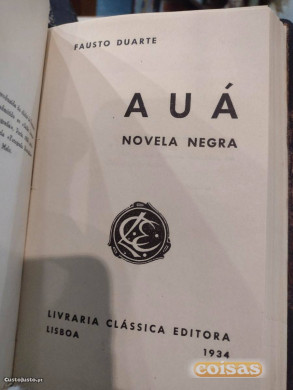 FAUSTO DUARTE
AUÁ
NOVELA NEGRA
LIVRARIA CLÁSSICA EDITORA
LISBOA
1934
CustoJusto.pt
coisas